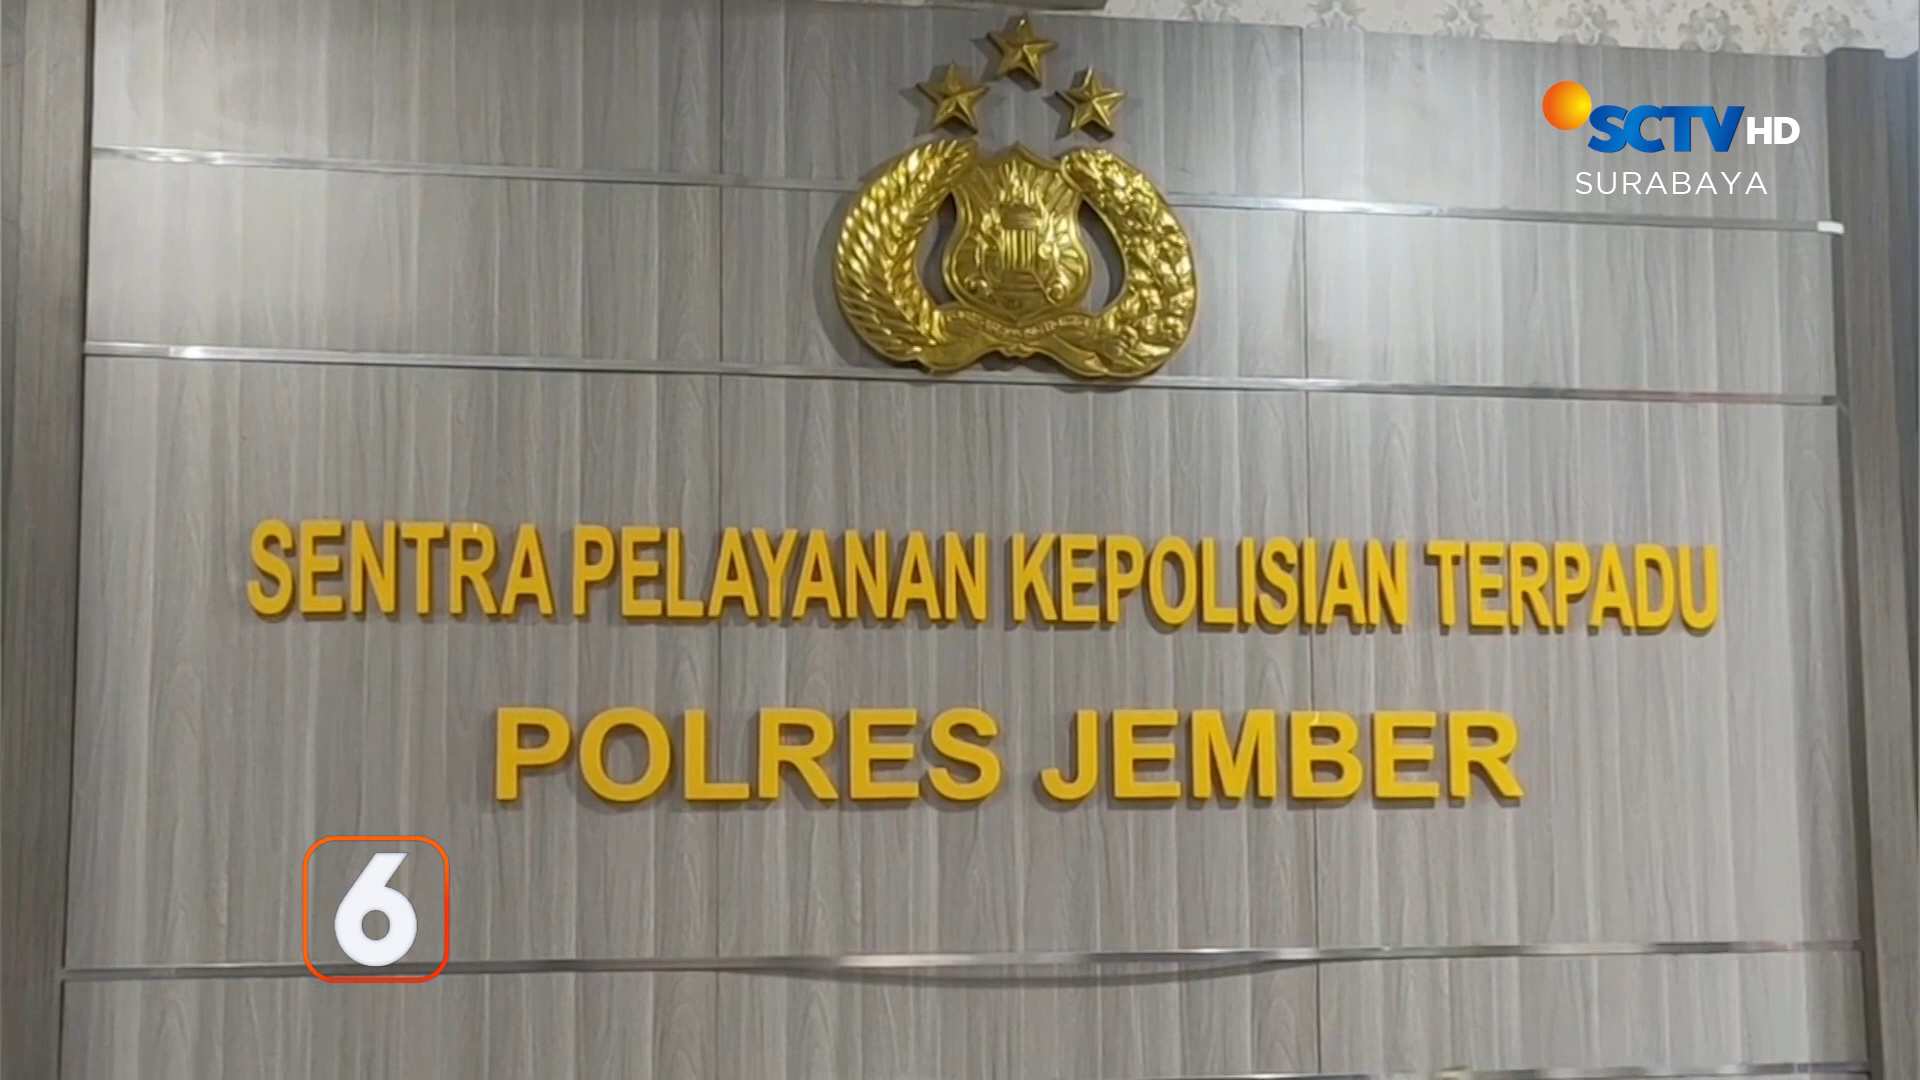 SCTV HD
SURABAYA
SENTRA PELAYANAN KEPOLISIAN TERPADU
POLRES JEMBER
6